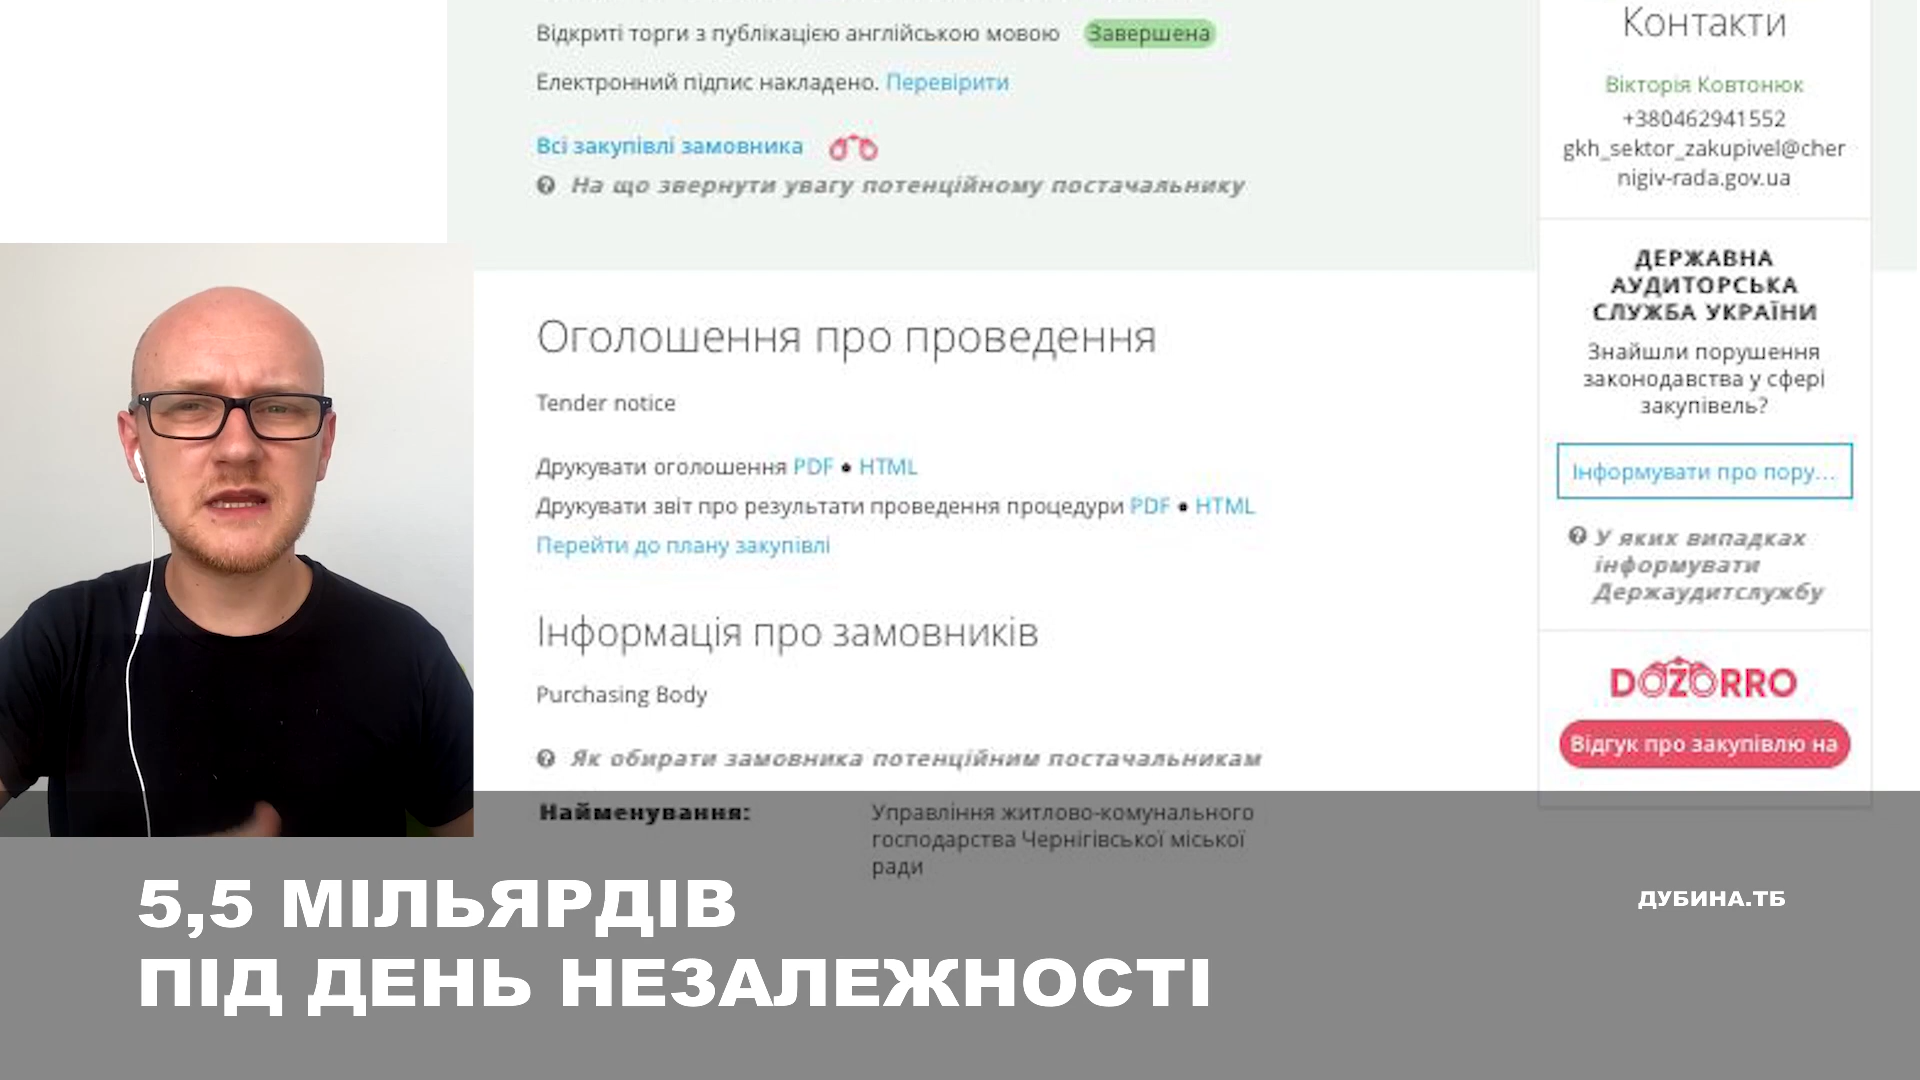 Відкриті торги з публікацією англійською мовою Завершена
Електронний підпис накладено. Перевірити
Всі закупівлі замовника
На що звернути увагу потенційному постачальнику
Оголошення про проведення
Tender notice
Друкувати оголошення PDF ● HTML
Друкувати звіт про результати проведення процедури PDF ● HTML
Перейти до плану закупівлі
Інформація про замовників
Purchasing Body
Як обирати замовника потенційним постачальникам
Найменування: Управління житлово-комунального
господарства Чернігівської міської
ради
Контакти
Вікторія Ковтонюк
+380462941552
gkh_sektor_zakupivel@cher
nigiv-rada.gov.ua
ДЕРЖАВНА
АУДИТОРСЬКА
СЛУЖБА УКРАЇНИ
Знайшли порушення
законодавства у сфері
закупівель?
Інформувати про пору...
У яких випадках
інформувати
Держаудитслужбу
DOZORRO
Відгук про закупівлю на
5,5 МІЛЬЯРДІВ
ПІД ДЕНЬ НЕЗАЛЕЖНОСТІ
ДУБИНА.ТБ